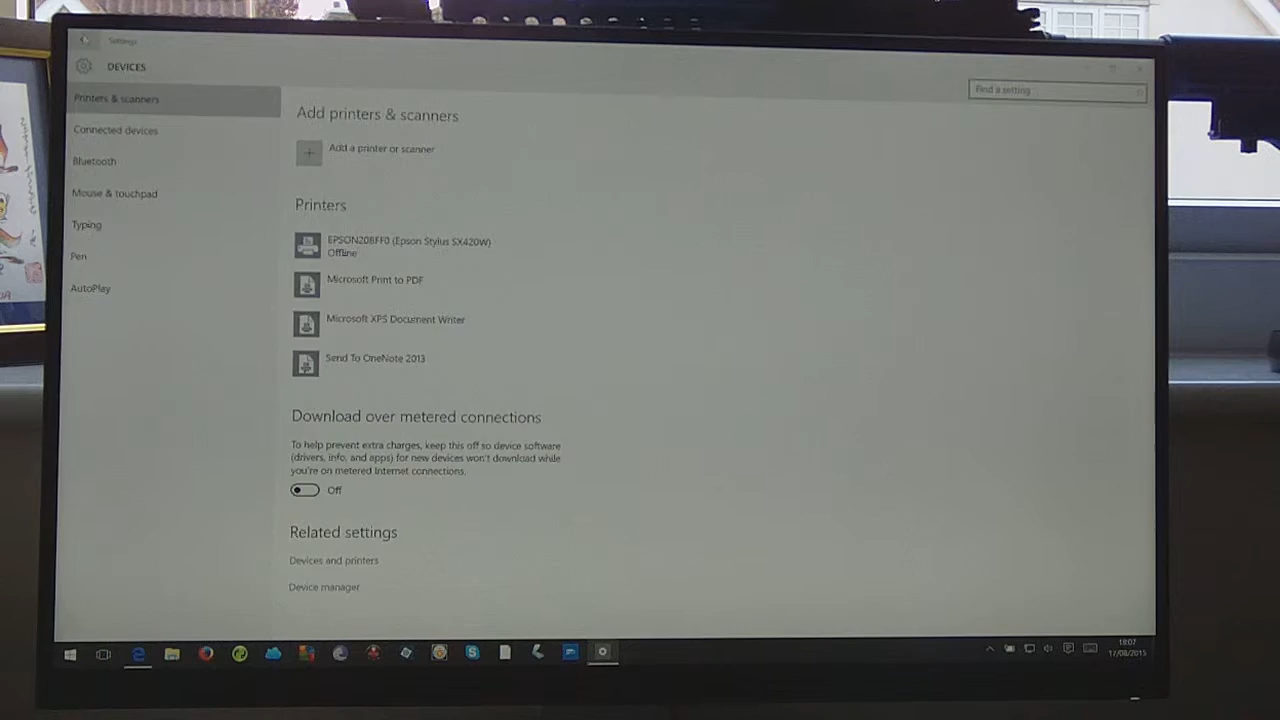 Settings
DEVICES
Find a setting
Printers & scanners
Connected devices
Bluetooth
Mouse & touchpad
Typing
Pen
AutoPlay
Add printers & scanners
Add a printer or scanner
Printers
EPSON20BFF0 (Epson Stylus SX420W)
Offline
Microsoft Print to PDF
Microsoft XPS Document Writer
Send To OneNote 2013
Download over metered connections
To help prevent extra charges, keep this off so device software
(drivers, info, and apps) for new devices won't download while
you're on metered Internet connections.
Off
Related settings
Devices and printers
Device manager
18:07
17/08/2015